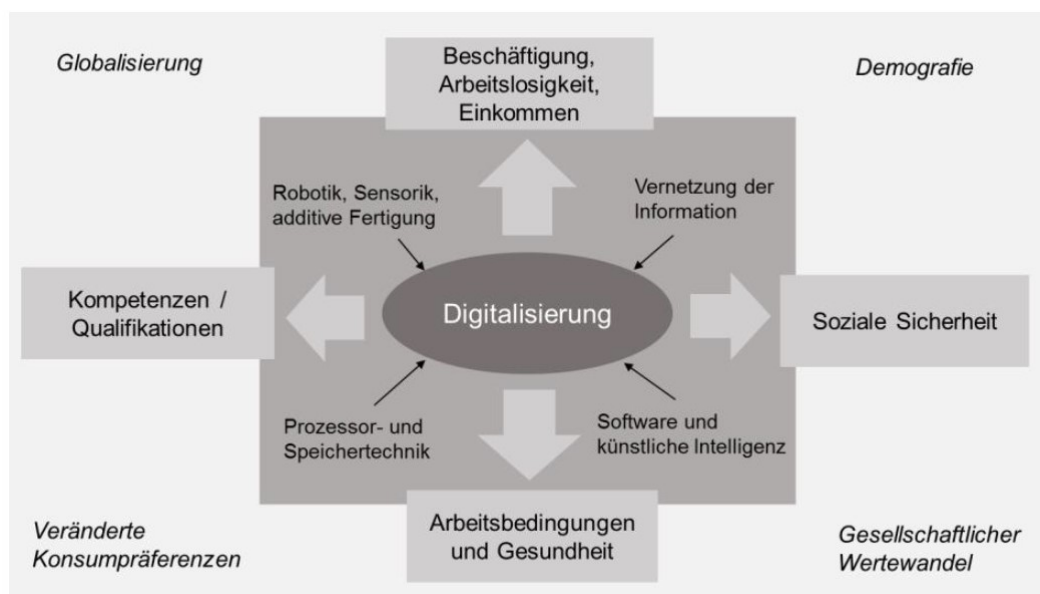 Globalisierung
Beschäftigung,
Arbeitslosigkeit,
Einkommen
Demografie
Robotik, Sensorik,
additive Fertigung
Vernetzung der
Information
Kompetenzen /
Qualifikationen
Digitalisierung
Soziale Sicherheit
Prozessor- und
Speichertechnik
Software und
künstliche Intelligenz
Veränderte
Konsumpräferenzen
Arbeitsbedingungen
und Gesundheit
Gesellschaftlicher
Wertewandel